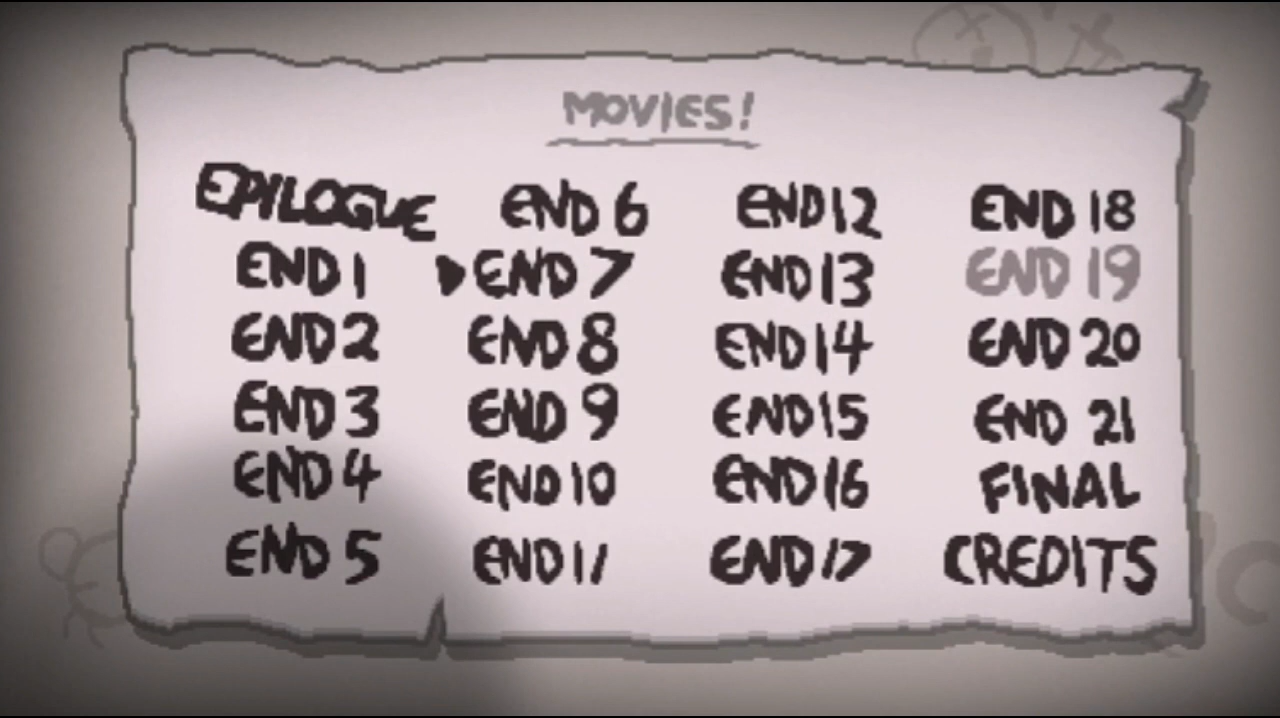 MOVIES!
EPILOGUE
END 1
END 2
END 3
END 4
END 5
END 6
END 7
END 8
END 9
END 10
END 11
END 12
END 13
END 14
END 15
END 16
END 17
END 18
END 19
END 20
END 21
FINAL
CREDITS